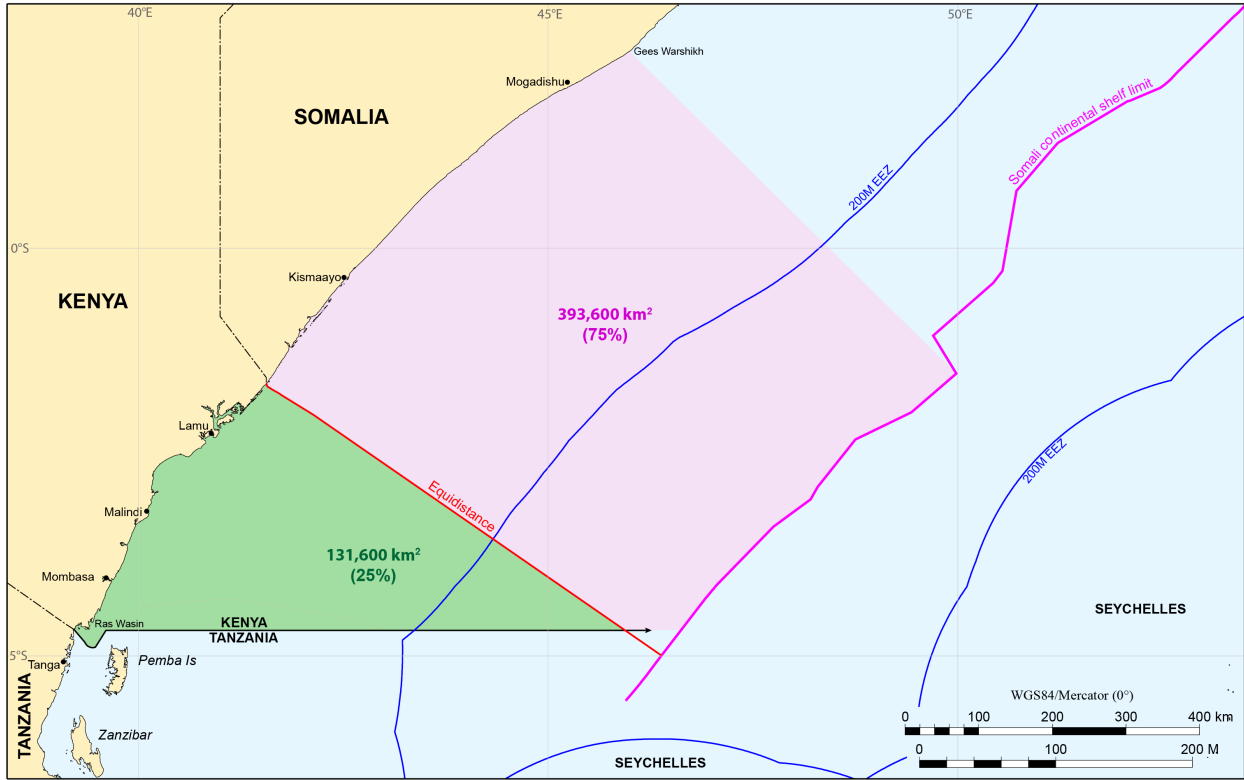 40°E
45°E
50°E
Gees Warshikh
Mogadishu
SOMALIA
Somali continental shelf limit
200M EEZ
0°S
Kismaayo
KENYA
393,600 km²
(75%)
Lamu
200M EEZ
Equidistance
Malindi
131,600 km²
(25%)
Mombasa
SEYCHELLES
Ras Wasin
KENYA
TANZANIA
5°S
Tanga
Pemba Is
TANZANIA
WGS84/Mercator (0°)
0 100 200 300 400 km
Zanzibar
0 100 200 M
SEYCHELLES